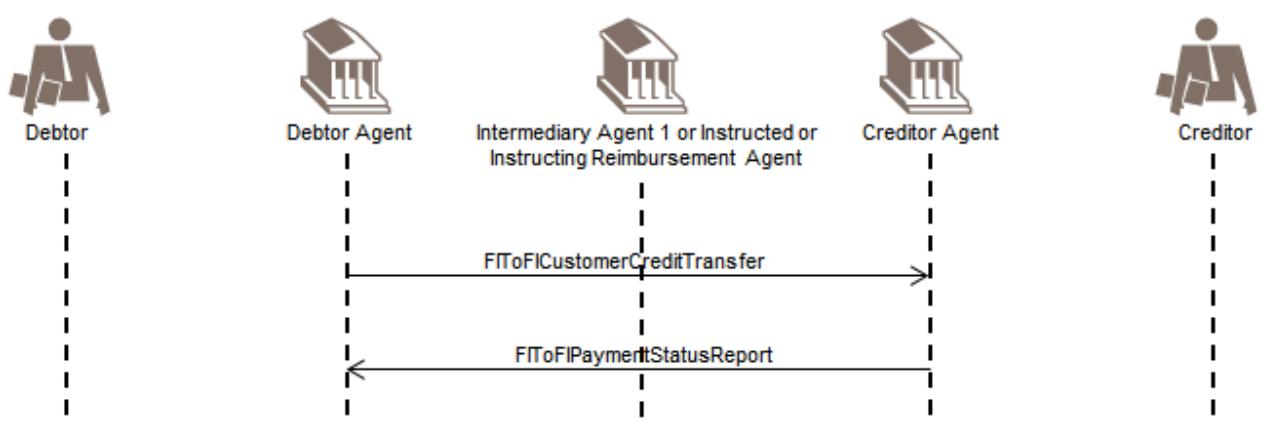 Debtor
Debtor Agent
Intermediary Agent 1 or Instructed or
Instructing Reimbursement Agent
Creditor Agent
Creditor
FIToFICustomerCreditTransfer
FIToFIPaymentStatusReport